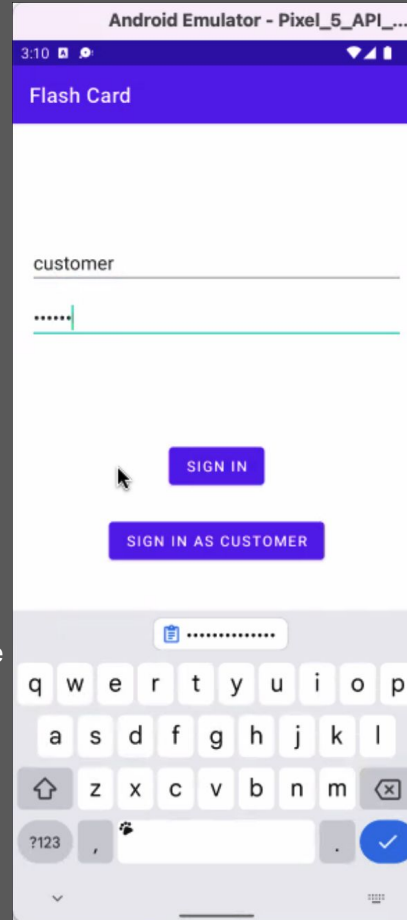 Android Emulator - Pixel_5_API_...
3:10
Flash Card
customer
••••••
SIGN IN
SIGN IN AS CUSTOMER
e
••••••••••••••
q w e r t y u i o p
a s d f g h j k l
z x c v b n m
?123 , .